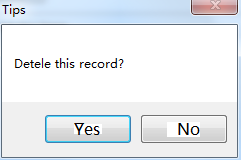 Tips
Detele this record?
Yes
No